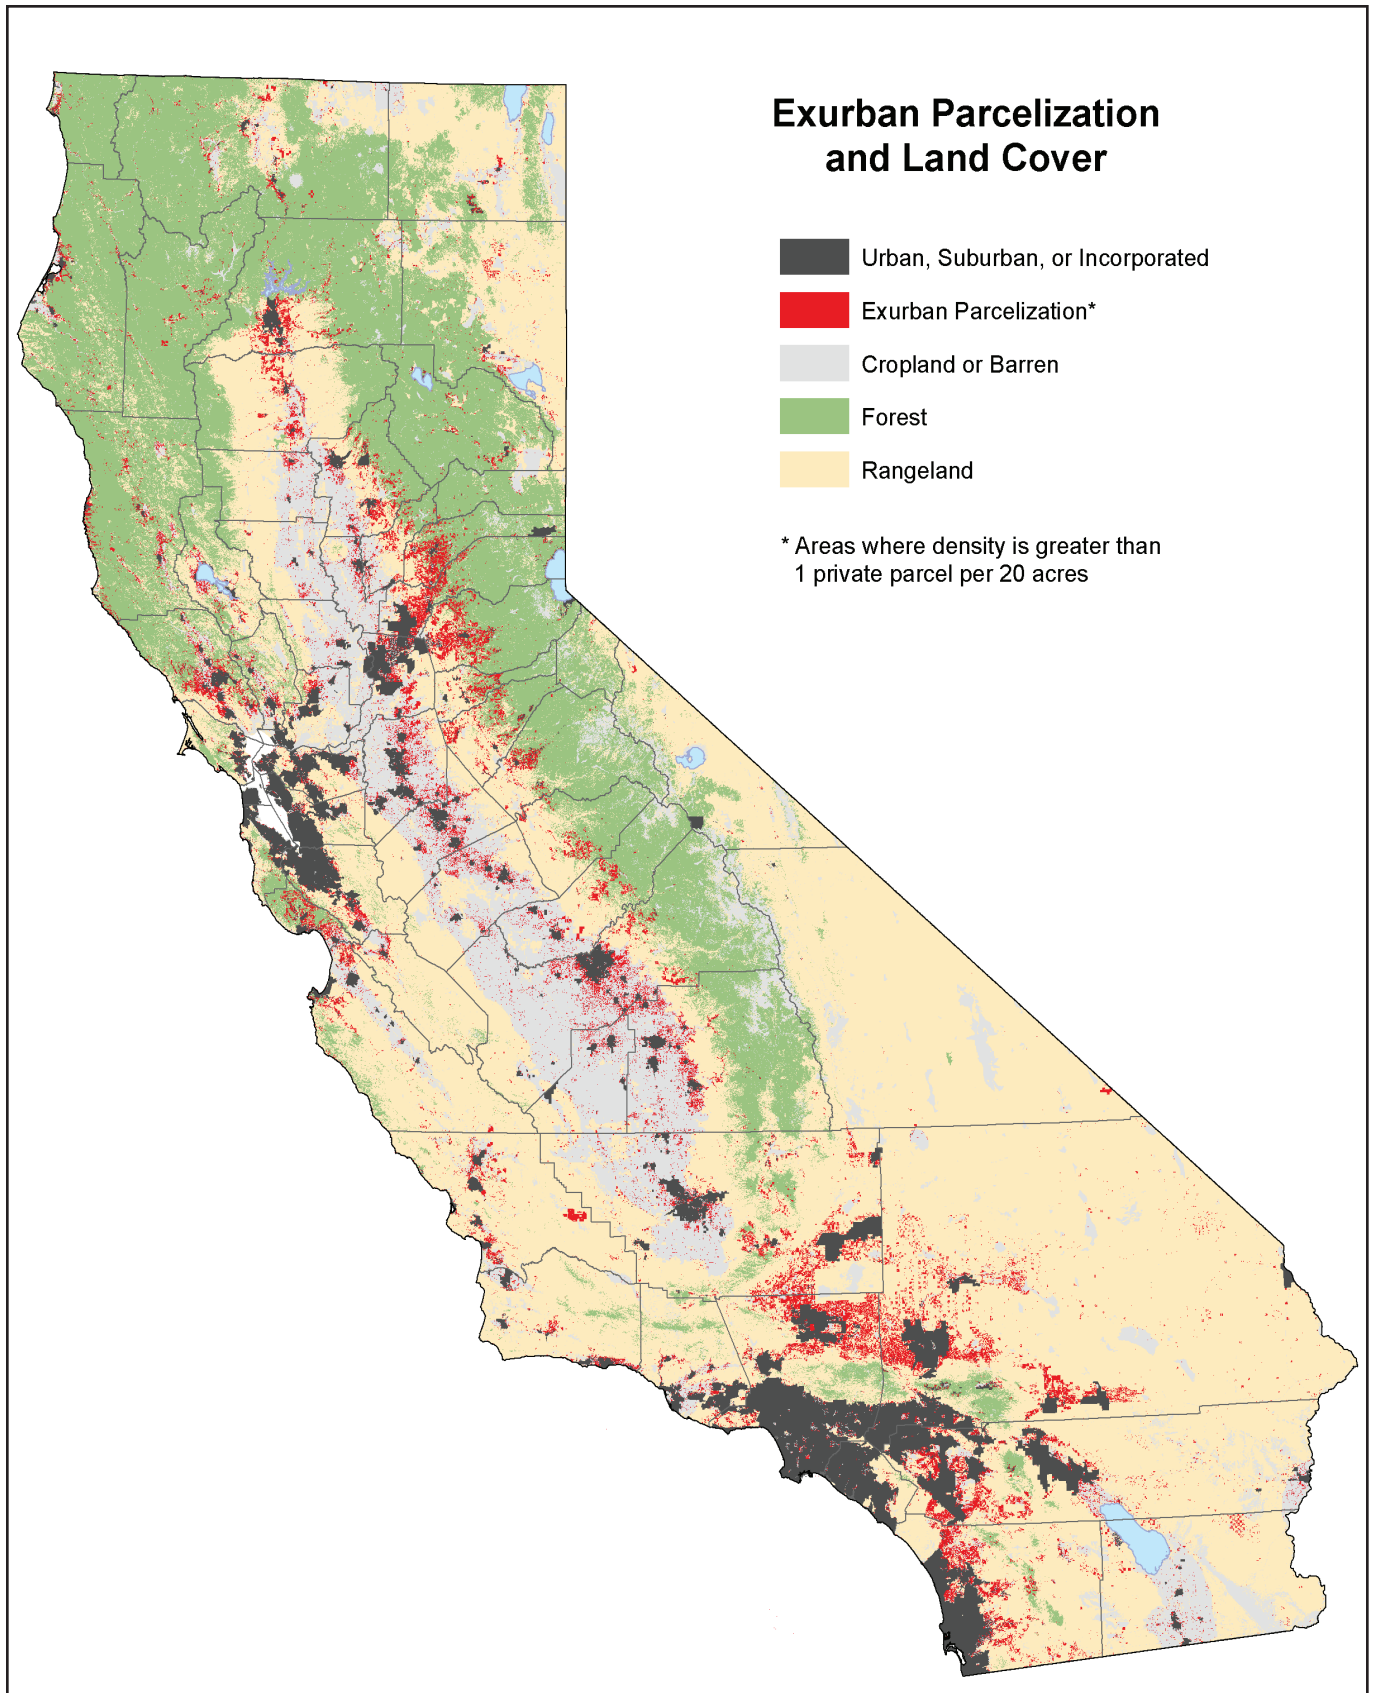 Exurban Parcelization
and Land Cover
Urban, Suburban, or Incorporated
Exurban Parcelization*
Cropland or Barren
Forest
Rangeland
* Areas where density is greater than
1 private parcel per 20 acres